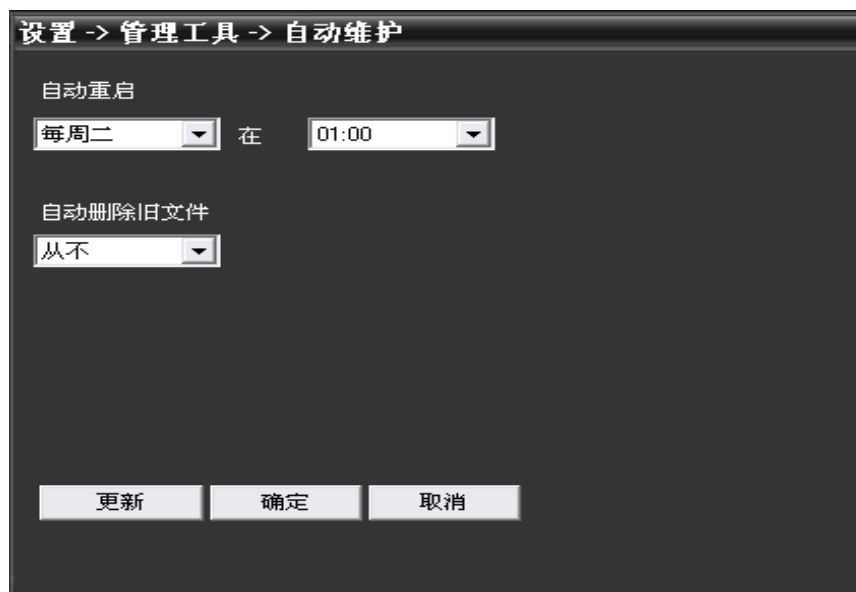 设置 -> 管理工具 -> 自动维护
自动重启
每周二 在 01:00
自动删除旧文件
从不
更新 确定 取消